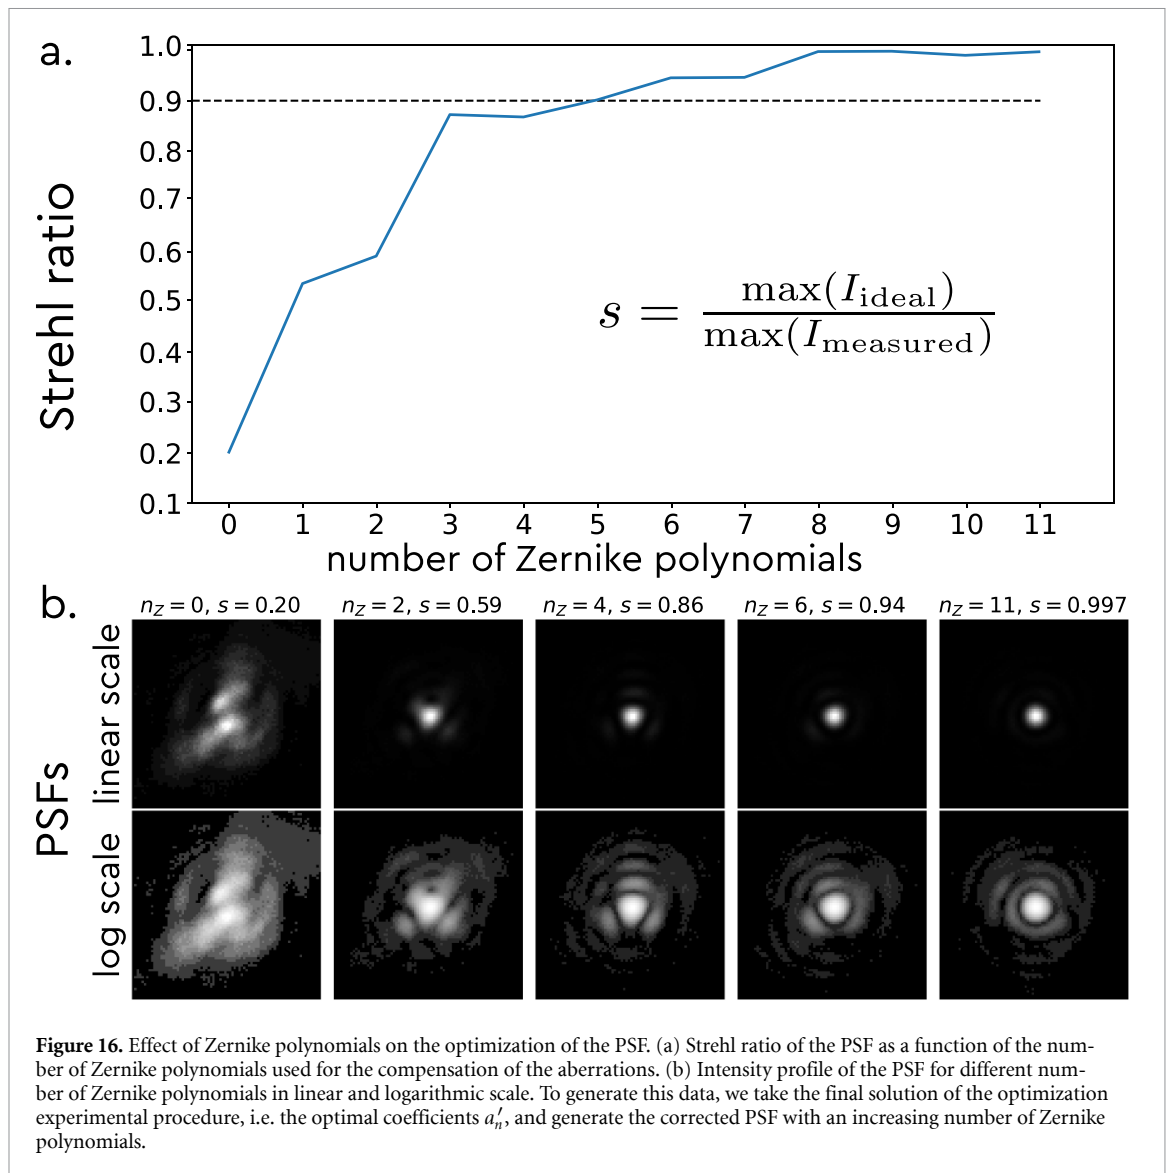 a.
1.0
0.9
0.8
0.7
0.6
0.5
0.4
0.3
0.2
0.1
Strehl ratio
s = max(I_ideal) / max(I_measured)
0 1 2 3 4 5 6 7 8 9 10 11
number of Zernike polynomials
b.
n_Z = 0, s = 0.20 n_Z = 2, s = 0.59 n_Z = 4, s = 0.86 n_Z = 6, s = 0.94 n_Z = 11, s = 0.997
PSFs
linear scale
log scale
Figure 16. Effect of Zernike polynomials on the optimization of the PSF. (a) Strehl ratio of the PSF as a function of the num-
ber of Zernike polynomials used for the compensation of the aberrations. (b) Intensity profile of the PSF for different num-
ber of Zernike polynomials in linear and logarithmic scale. To generate this data, we take the final solution of the optimization
experimental procedure, i.e. the optimal coefficients a′_n, and generate the corrected PSF with an increasing number of Zernike
polynomials.